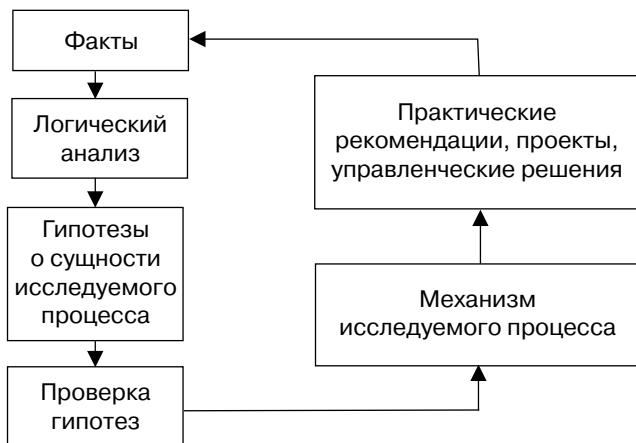 Факты
Логический
анализ
Гипотезы
о сущности
исследуемого
процесса
Проверка
гипотез
Практические
рекомендации, проекты,
управленческие решения
Механизм
исследуемого процесса